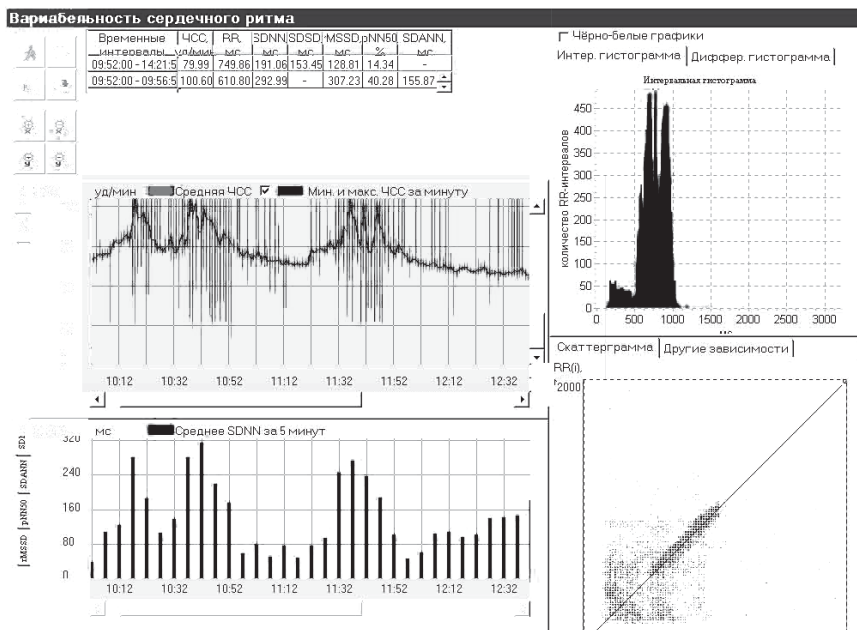 Вариабельность сердечного ритма
Временные интервалы ЧСС, уд/мин RR, мс SDNN, мс SDSD, мс rMSSD, мс pNN50 % SDANN, мс
09:52:00 - 14:21:5 79.99 749.86 191.06 153.45 128.81 14.34 -
09:52:00 - 09:56:5 100.60 610.80 292.99 - 307.23 40.28 155.87
уд/мин Средняя ЧСС Мин. и макс. ЧСС за минуту
10:12 10:32 10:52 11:12 11:32 11:52 12:12 12:32
мс Среднее SDNN за 5 минут
320
240
160
80
0
10:12 10:32 10:52 11:12 11:32 11:52 12:12 12:32
rMSSD pNN50 SDANN
Чёрно-белые графики
Интер. гистограмма Диффер. гистограмма
Интервальная гистограмма
количество RR-интервалов
450
400
350
300
250
200
150
100
50
0
0 500 1000 1500 2000 2500 3000
мс
Скаттерграмма Другие зависимости
RR(i),
2000